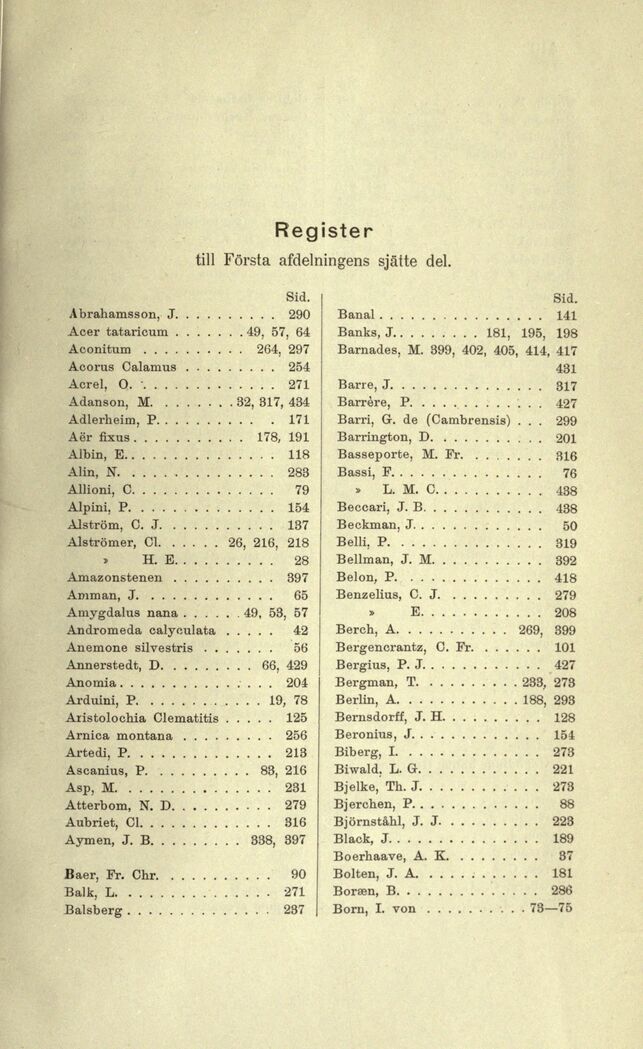 Register
till Första afdelningens sjätte del.
Sid.
Abrahamsson, J. . . . . . . . . . 290
Acer tataricum . . . . . . . 49, 57, 64
Aconitum . . . . . . . . . . 264, 297
Acorus Calamus . . . . . . . . . 254
Acrel, O. . . . . . . . . . . . . . 271
Adanson, M. . . . . . . . 32, 317, 434
Adlerheim, P. . . . . . . . . . . . 171
Aër fixus . . . . . . . . . . . 178, 191
Albin, E. . . . . . . . . . . . . . . 118
Alin, N. . . . . . . . . . . . . . . 283
Allioni, C . . . . . . . . . . . . . . 79
Alpini, P. . . . . . . . . . . . . . 154
Alström, C. J. . . . . . . . . . . 137
Alströmer, Cl. . . . . . 26, 216, 218
» H. E. . . . . . . . . . 28
Amazonstenen . . . . . . . . . . 397
Amman, J. . . . . . . . . . . . . . 65
Amygdalus nana . . . . . . 49, 53, 57
Andromeda calyculata . . . . . 42
Anemone silvestris . . . . . . . 56
Annerstedt, D. . . . . . . . . 66, 429
Anomia . . . . . . . . . . . . . . . 204
Arduini, P. . . . . . . . . . . . 19, 78
Aristolochia Clematitis . . . . . 125
Arnica montana . . . . . . . . . 256
Artedi, P. . . . . . . . . . . . . . 213
Ascanius, P. . . . . . . . . . 83, 216
Asp, M. . . . . . . . . . . . . . . 231
Atterbom, N. D. . . . . . . . . . 279
Aubriet, Cl. . . . . . . . . . . . . 316
Aymen, J. B. . . . . . . . . 338, 397
Baer, Fr. Chr. . . . . . . . . . . 90
Balk, L. . . . . . . . . . . . . . . 271
Balsberg . . . . . . . . . . . . . . 237
Sid.
Banal . . . . . . . . . . . . . . . . 141
Banks, J. . . . . . . . . 181, 195, 198
Barnades, M. 399, 402, 405, 414, 417
431
Barre, J. . . . . . . . . . . . . . . 317
Barrère, P. . . . . . . . . . . . . 427
Barri, G. de (Cambrensis) . . . 299
Barrington, D. . . . . . . . . . . 201
Basseporte, M. Fr. . . . . . . . . 316
Bassi, F. . . . . . . . . . . . . . . 76
» L. M. C. . . . . . . . . . . 438
Beccari, J. B. . . . . . . . . . . . 438
Beckman, J. . . . . . . . . . . . . 50
Belli, P. . . . . . . . . . . . . . . 319
Bellman, J. M. . . . . . . . . . . 392
Belon, P. . . . . . . . . . . . . . 418
Benzelius, C. J. . . . . . . . . . 279
» E. . . . . . . . . . . . 208
Berch, A. . . . . . . . . . . 269, 399
Bergencrantz, C. Fr. . . . . . . 101
Bergius, P. J. . . . . . . . . . . . 427
Bergman, T. . . . . . . . . . 233, 273
Berlin, A. . . . . . . . . . . . 188, 293
Bernsdorff, J. H. . . . . . . . . . 128
Beronius, J. . . . . . . . . . . . . 154
Biberg, I. . . . . . . . . . . . . . 273
Biwald, L. G. . . . . . . . . . . . 221
Bjelke, Th. J. . . . . . . . . . . . 273
Bjerchen, P. . . . . . . . . . . . . 88
Björnståhl, J. J. . . . . . . . . . 223
Black, J. . . . . . . . . . . . . . . 189
Boerhaave, A. K. . . . . . . . . 37
Bolten, J. A. . . . . . . . . . . . 181
Boræn, B. . . . . . . . . . . . . . 286
Born, I. von . . . . . . . . . . 73—75